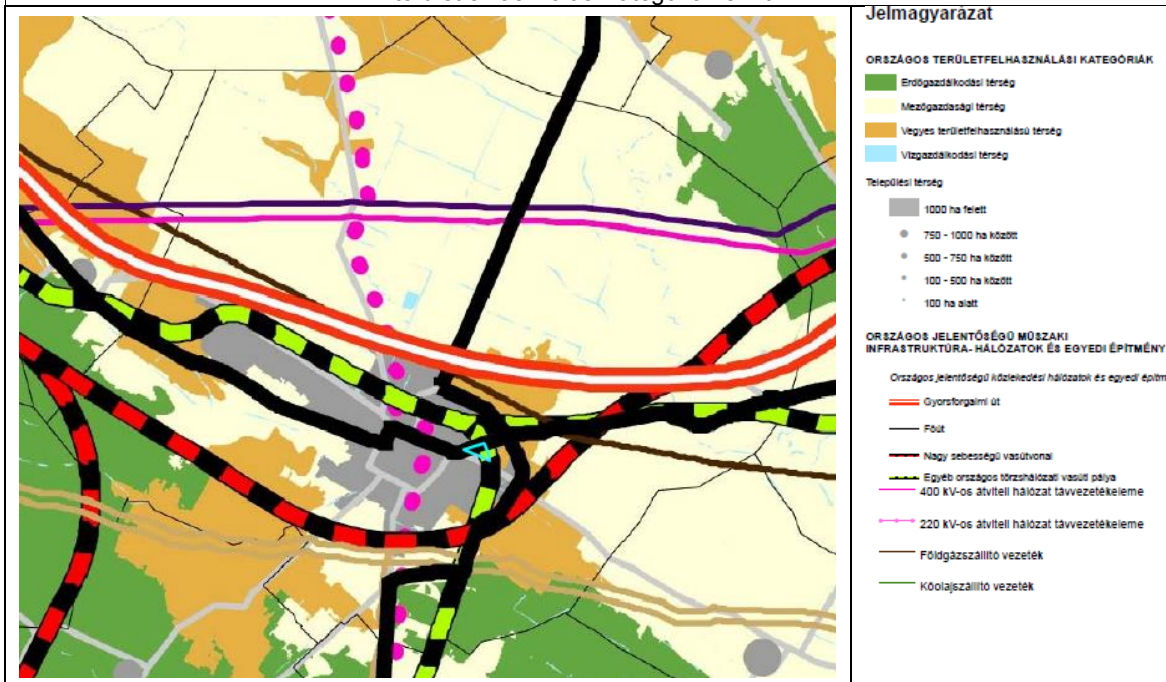 Jelmagyarázat
ORSZÁGOS TERÜLETFELHASZNÁLÁSI KATEGÓRIÁK
Erdőgazdálkodási térség
Mezőgazdasági térség
Vegyes területfelhasználású térség
Vízgazdálkodási térség
Települési térség
1000 ha felett
750 - 1000 ha között
500 - 750 ha között
100 - 500 ha között
100 ha alatt
ORSZÁGOS JELENTŐSÉGŰ MŰSZAKI
INFRASTRUKTÚRA- HÁLÓZATOK ÉS EGYEDI ÉPÍTMÉNY
Országos jelentőségű közlekedési hálózatok és egyedi építm
Gyorsforgalmi út
Főút
Nagy sebességű vasútvonal
Egyéb országos törzshálózati vasúti pálya
400 kV-os átviteli hálózat távvezetékeleme
220 kV-os átviteli hálózat távvezetékeleme
Földgázszállító vezeték
Kőolajszállító vezeték